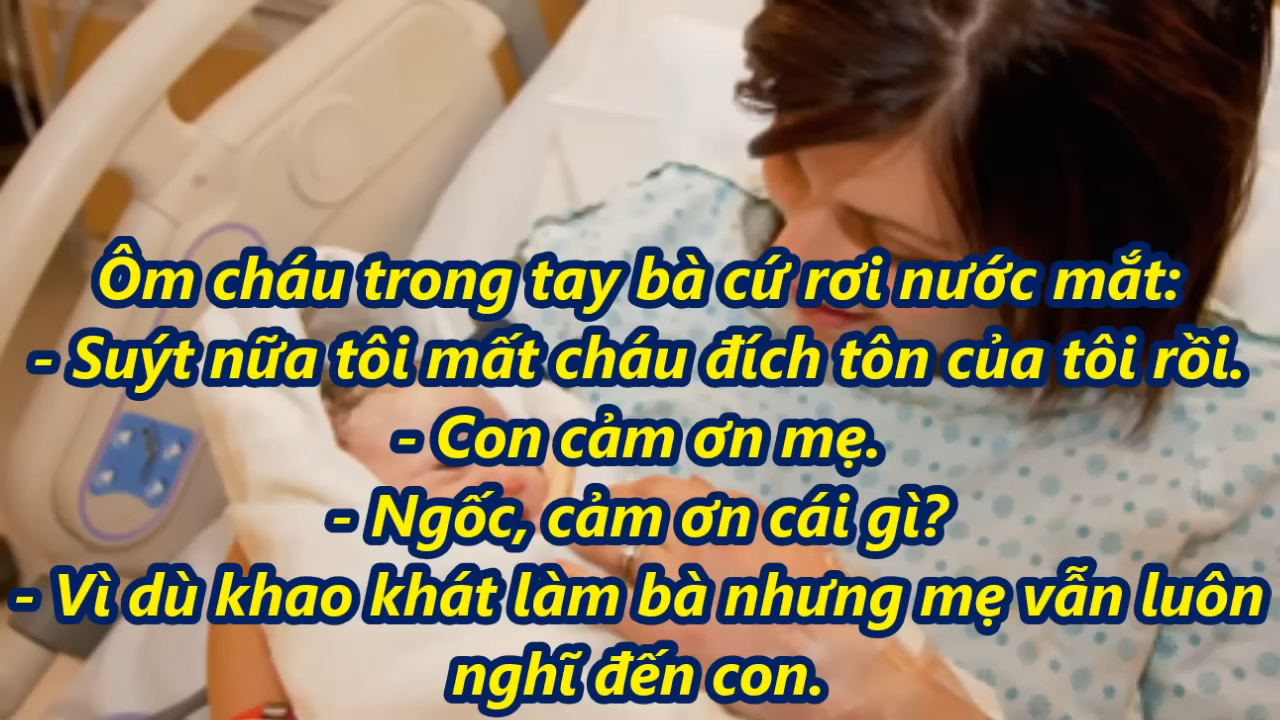 Ôm cháu trong tay bà cứ rơi nước mắt:
- Suýt nữa tôi mất cháu đích tôn của tôi rồi.
- Con cảm ơn mẹ.
- Ngốc, cảm ơn cái gì?
- Vì dù khao khát làm bà nhưng mẹ vẫn luôn
nghĩ đến con.